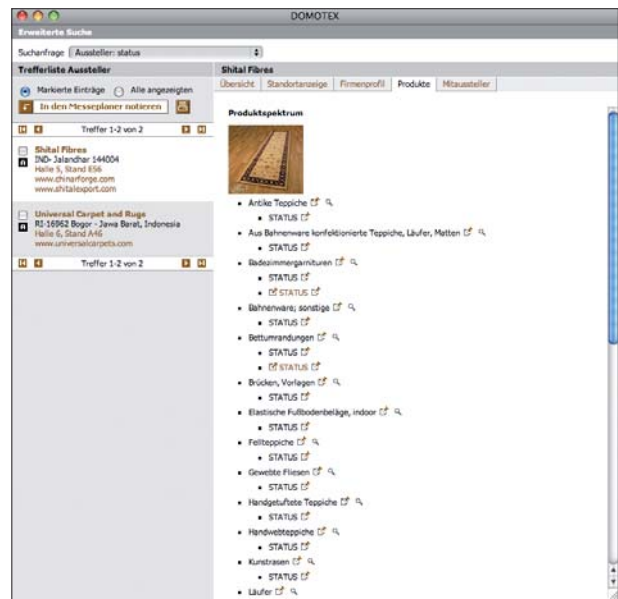 DOMOTEX
Erweiterte Suche
Suchanfrage Aussteller: status
Trefferliste Aussteller
Markierte Einträge Alle angezeigten
In den Messeplaner notieren
Treffer 1-2 von 2
Shital Fibres
IND- Jalandhar 144004
Halle 5, Stand E56
www.chinarforge.com
www.shitalexport.com
Universal Carpet and Rugs
RI-16962 Bogor - Jawa Barat, Indonesia
Halle 6, Stand A46
www.universalcarpets.com
Treffer 1-2 von 2
Shital Fibres
Übersicht Standortanzeige Firmenprofil Produkte Mitaussteller
Produktspektrum
Antike Teppiche
STATUS
Aus Bahnenware konfektionierte Teppiche, Läufer, Matten
STATUS
Badezimmergarnituren
STATUS
STATUS
Bahnenware; sonstige
STATUS
Bettumrandungen
STATUS
STATUS
Brücken, Vorlagen
STATUS
Elastische Fußbodenbeläge, indoor
STATUS
Fellteppiche
STATUS
Gewebte Fliesen
STATUS
Handgetuftete Teppiche
STATUS
Handwebteppiche
STATUS
Kunstrasen
STATUS
Läufer